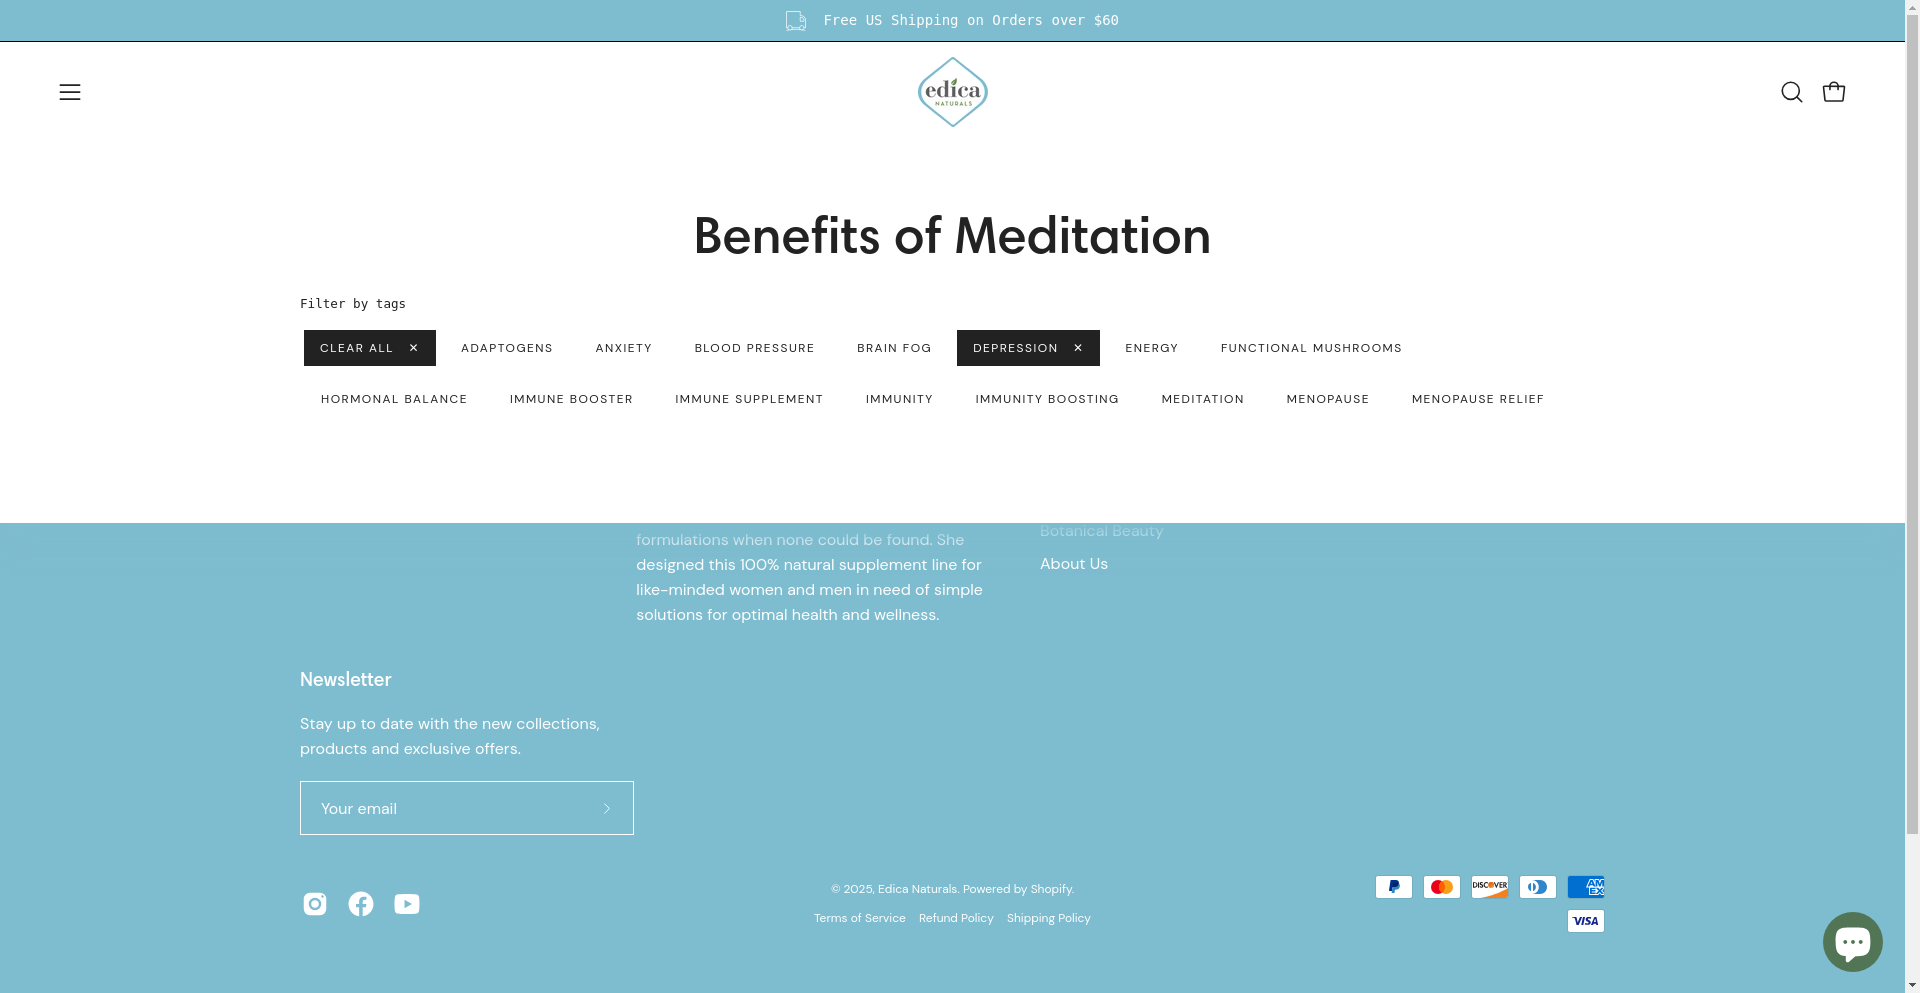 Free US Shipping on Orders over $60
edica
NATURALS
Benefits of Meditation
Filter by tags
CLEAR ALL ✕ ADAPTOGENS ANXIETY BLOOD PRESSURE BRAIN FOG DEPRESSION ✕ ENERGY FUNCTIONAL MUSHROOMS
HORMONAL BALANCE IMMUNE BOOSTER IMMUNE SUPPLEMENT IMMUNITY IMMUNITY BOOSTING MEDITATION MENOPAUSE MENOPAUSE RELIEF
formulations when none could be found. She
designed this 100% natural supplement line for
like-minded women and men in need of simple
solutions for optimal health and wellness.
Botanical Beauty
About Us
Newsletter
Stay up to date with the new collections,
products and exclusive offers.
Your email
© 2025, Edica Naturals. Powered by Shopify.
Terms of Service Refund Policy Shipping Policy
DISCOVER
AM
EX
VISA